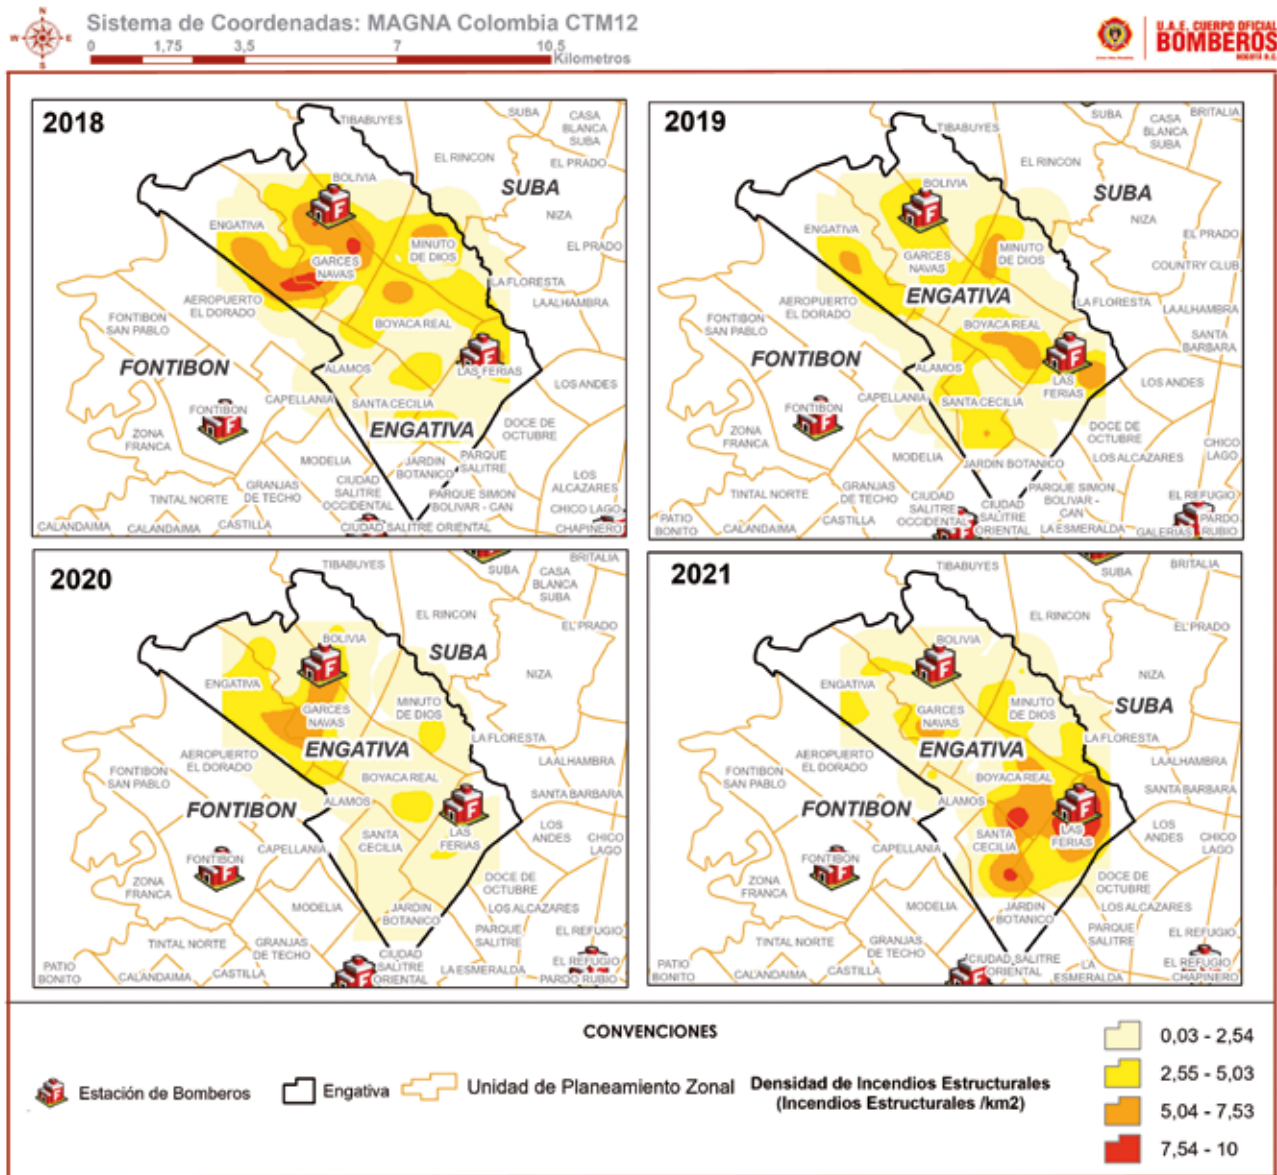 N
W
E
S
Sistema de Coordenadas: MAGNA Colombia CTM12
0 1,75 3,5 7 10,5
Kilometros
U.A.E. CUERPO OFICIAL
BOMBEROS
BOGOTÁ D.C.
2018
TIBABUYES
SUBA
CASA
BLANCA
SUBA
EL RINCON
EL PRADO
BOLIVIA
SUBA
F
NIZA
ENGATIVA
MINUTO
DE DIOS
EL PRADO
GARCES
NAVAS
LA FLORESTA
AEROPUERTO
EL DORADO
LA ALHAMBRA
FONTIBON
SAN PABLO
BOYACA REAL
F
FONTIBON
ALAMOS
LAS FERIAS
LOS ANDES
CAPELLANIA
SANTA CECILIA
FONTIBON
F
ENGATIVA
DOCE DE
OCTUBRE
ZONA
FRANCA
MODELIA
JARDIN
BOTANICO
PARQUE
SALITRE
GRANJAS
DE TECHO
CIUDAD
SALITRE
OCCIDENTAL
LOS
ALCAZARES
TINTAL NORTE
PARQUE SIMON
BOLIVAR - CAN
CHICO LAGO
CALANDAIMA
CALANDAIMA
CASTILLA
CIUDAD SALITRE ORIENTAL
CHAPINERO
2019
TIBABUYES
SUBA
BRITALIA
CASA
BLANCA
SUBA
EL RINCON
BOLIVIA
SUBA
F
NIZA
ENGATIVA
MINUTO
DE DIOS
EL PRADO
GARCES
NAVAS
COUNTRY CLUB
ENGATIVA
AEROPUERTO
EL DORADO
LA FLORESTA
LA ALHAMBRA
FONTIBON
SAN PABLO
BOYACA REAL
SANTA
BARBARA
FONTIBON
F
ALAMOS
LAS
FERIAS
LOS ANDES
CAPELLANIA
SANTA CECILIA
FONTIBON
F
DOCE DE
OCTUBRE
ZONA
FRANCA
CHICO
LAGO
MODELIA
JARDIN BOTANICO
LOS ALCAZARES
GRANJAS
DE TECHO
TINTAL NORTE
CIUDAD
SALITRE
OCCIDENTAL
PARQUE SIMON
BOLIVAR -
CAN
EL REFUGIO
PATIO
BONITO
CALANDAIMA
CASTILLA
F
CIUDAD
SALITRE
ORIENTAL
LA ESMERALDA
GALERIAS
PARDO
RUBIO
2020
TIBABUYES
SUBA
BRITALIA
CASA
BLANCA
SUBA
EL RINCON
EL PRADO
BOLIVIA
SUBA
F
NIZA
ENGATIVA
MINUTO
DE DIOS
GARCES
NAVAS
LA FLORESTA
ENGATIVA
AEROPUERTO
EL DORADO
LA ALHAMBRA
FONTIBON
SAN PABLO
BOYACA REAL
SANTA BARBARA
FONTIBON
ALAMOS
F
SANTA
CECILIA
LAS
FERIAS
LOS
ANDES
CHICO
LAGO
CAPELLANIA
FONTIBON
F
ZONA
FRANCA
DOCE DE
OCTUBRE
MODELIA
JARDIN
BOTANICO
LOS ALCAZARES
TINTAL NORTE
GRANJAS
DE TECHO
PARQUE
SALITRE
EL REFUGIO
PATIO
BONITO
CALANDAIMA
CASTILLA
F
CIUDAD
SALITRE
ORIENTAL
LA ESMERALDA
EL REFUGIO
PARDO RUBIO
2021
TIBABUYES
SUBA
BRITALIA
EL RINCON
EL PRADO
BOLIVIA
F
NIZA
ENGATIVA
MINUTO
DE DIOS
SUBA
GARCES
NAVAS
LA FLORESTA
ENGATIVA
AEROPUERTO
EL DORADO
LA ALHAMBRA
FONTIBON
SAN PABLO
BOYACA REAL
SANTA BARBARA
FONTIBON
ALAMOS
F
SANTA
CECILIA
LAS
FERIAS
LOS
ANDES
CHICO
LAGO
CAPELLANIA
FONTIBON
F
ZONA
FRANCA
DOCE DE
OCTUBRE
MODELIA
JARDIN
BOTANICO
LOS ALCAZARES
TINTAL NORTE
GRANJAS
DE TECHO
PARQUE
SALITRE
EL REFUGIO
PATIO
BONITO
CALANDAIMA
CASTILLA
F
CIUDAD SALITRE
ORIENTAL
LA
ESMERALDA
EL REFUGIO
CHAPINERO
CONVENCIONES
F
Estación de Bomberos
Engativa
Unidad de Planeamiento Zonal
Densidad de Incendios Estructurales
(Incendios Estructurales /km2)
0,03 - 2,54
2,55 - 5,03
5,04 - 7,53
7,54 - 10